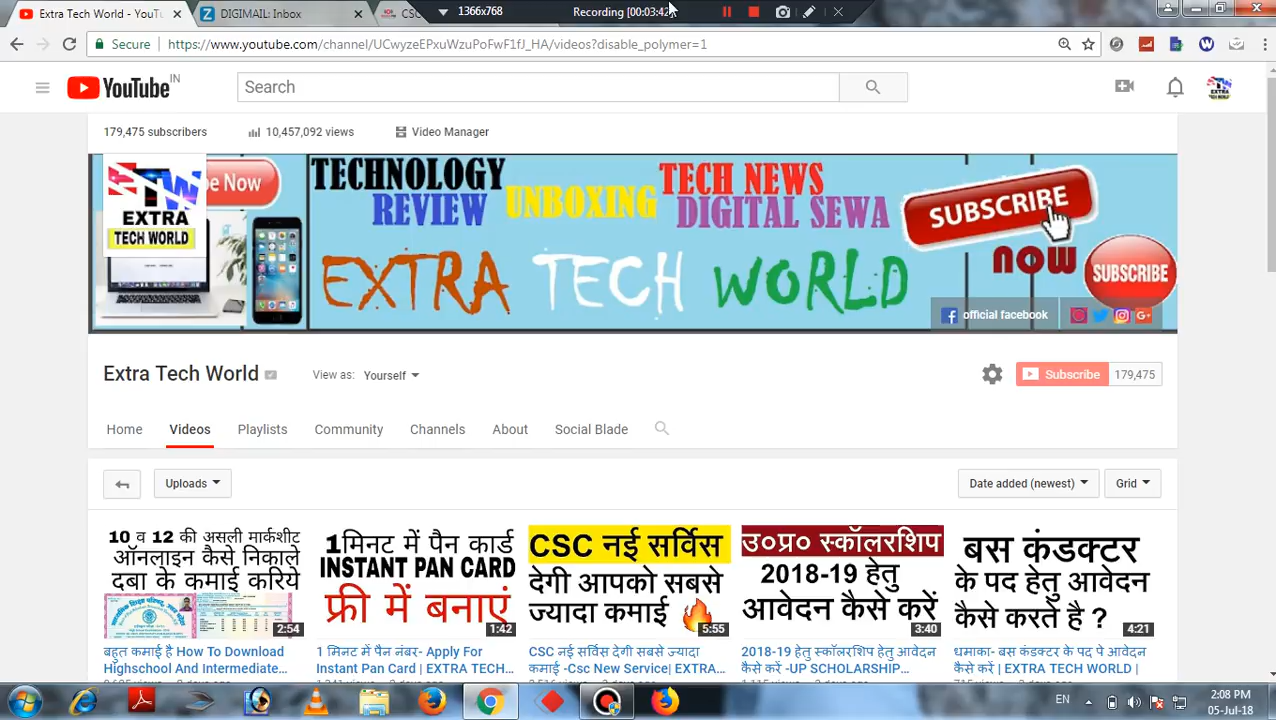 1366x768
Recording [00:03:42]
Extra Tech World - YouT
DIGIMAIL: Inbox
CSC
Secure
https://www.youtube.com/channel/UCwyzeEPxuWzuPnFwF1fJ_HA/videos?disable_polymer=1
YouTube IN
Search
179,475 subscribers
10,457,092 views
Video Manager
be Now
ETW
EXTRA
TECH WORLD
TECHNOLOGY
REVIEW
UNBOXING
TECH NEWS
DIGITAL SEWA
EXTRA TECH WORLD
SUBSCRIBE
NOW
SUBSCRIBE
official facebook
Extra Tech World
View as: Yourself
Subscribe 179,475
Home Videos Playlists Community Channels About Social Blade
Uploads
Date added (newest)
Grid
10 व 12 की असली मार्कशीट
ऑनलाइन कैसे निकाले
दबा के कमाई करिये
2:54
बहुत कमाई है How To Download
Highschool And Intermediate...
1मिनट में पैन कार्ड
INSTANT PAN CARD
फ्री में बनाएं
1:42
1 मिनट में पैन नंबर- Apply For
Instant Pan Card | EXTRA TECH...
CSC नई सर्विस
देगी आपको सबसे
ज्यादा कमाई
5:55
CSC नई सर्विस देगी सबसे ज्यादा
कमाई -Csc New Service| EXTRA...
उ०प्र० स्कॉलरशिप
2018-19 हेतु
आवेदन कैसे करें
3:40
2018-19 हेतु स्कॉलरशिप हेतु आवेदन
कैसे करें -UP SCHOLARSHIP...
बस कंडक्टर
के पद हेतु आवेदन
कैसे करते है ?
4:21
धमाका- बस कंडक्टर के पद पे आवेदन
कैसे करें | EXTRA TECH WORLD |
EN
2:08 PM
05-Jul-18